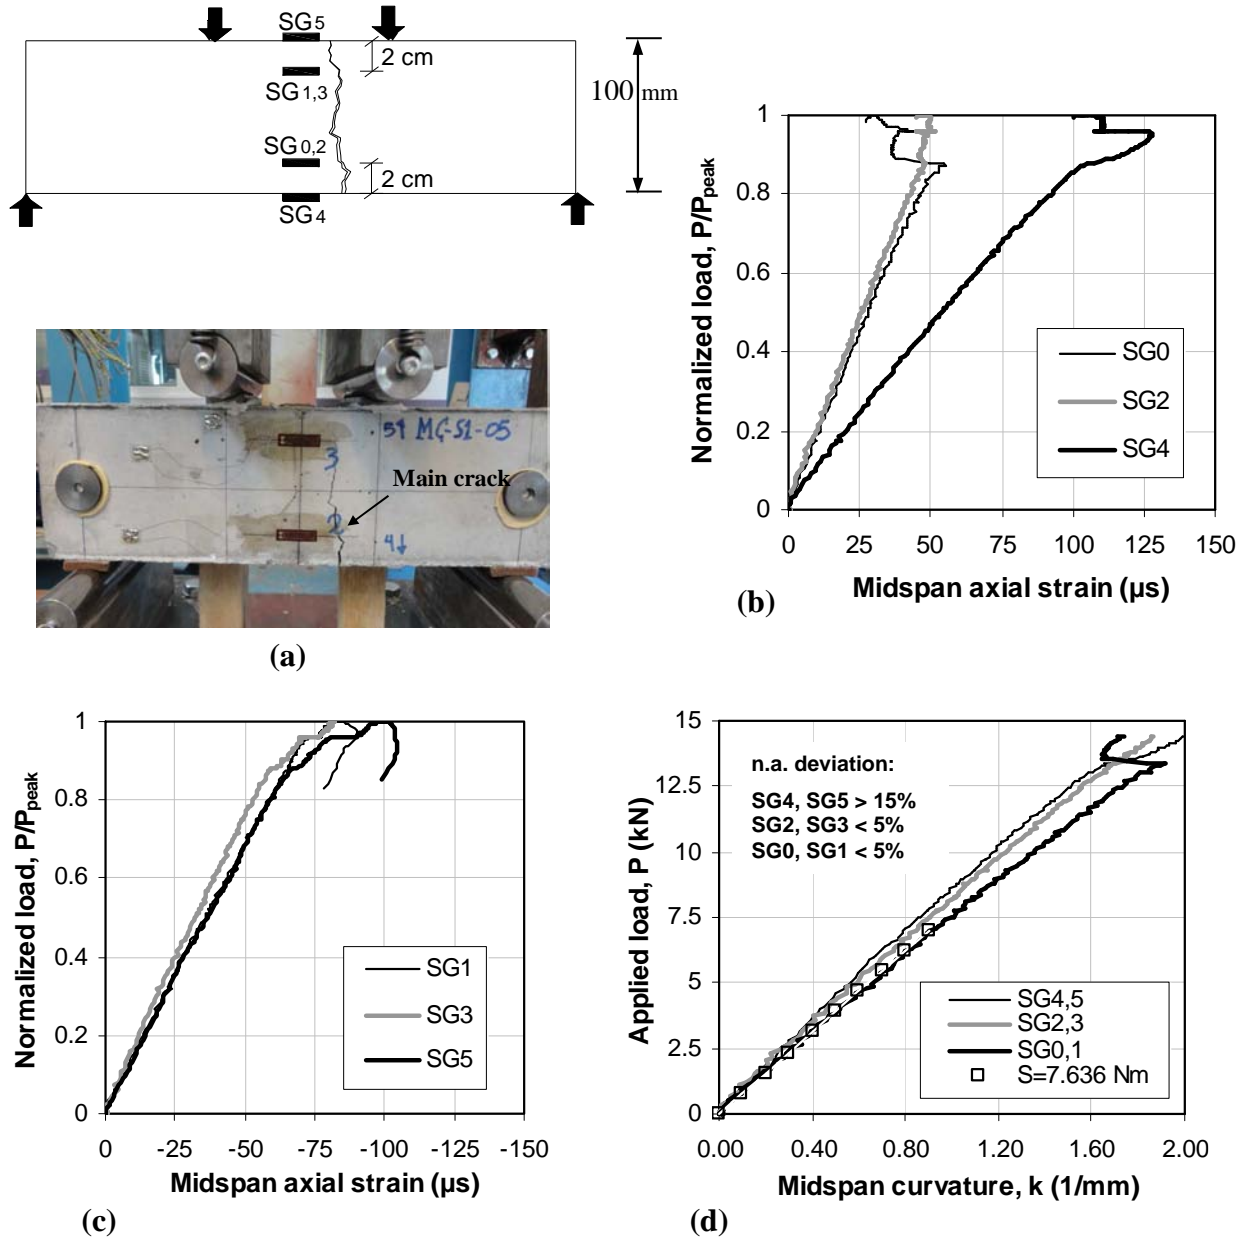 SG5
2 cm
SG1,3
100 mm
SG0,2
2 cm
SG4
3
54 MG-S1-05
Main crack
2
4↓
(a)
Normalized load, P/Ppeak
1
0.8
0.6
0.4
0.2
0
0 25 50 75 100 125 150
SG0
SG2
SG4
Midspan axial strain (µs)
(b)
Normalized load, P/Ppeak
1
0.8
0.6
0.4
0.2
0
0 -25 -50 -75 -100 -125 -150
SG1
SG3
SG5
Midspan axial strain (µs)
(c)
Applied load, P (kN)
15
12.5
10
7.5
5
2.5
0
0.00 0.40 0.80 1.20 1.60 2.00
n.a. deviation:
SG4, SG5 > 15%
SG2, SG3 < 5%
SG0, SG1 < 5%
SG4,5
SG2,3
SG0,1
S=7.636 Nm
Midspan curvature, k (1/mm)
(d)